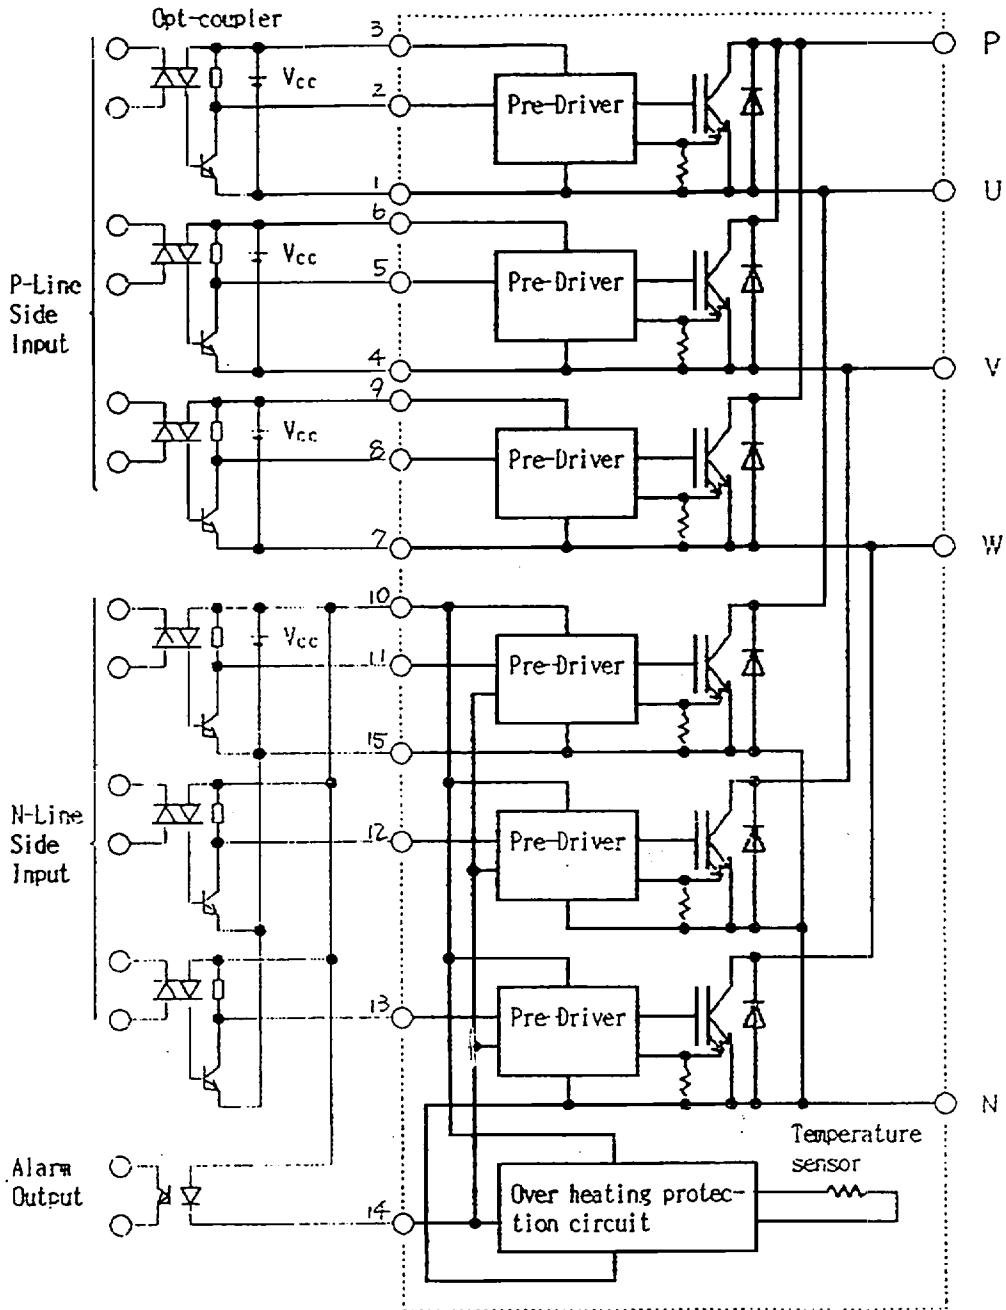 Opt-coupler
3
P
Vcc
2
Pre-Driver
1
U
6
Vcc
5
Pre-Driver
P-Line
Side
Input
4
V
9
Vcc
8
Pre-Driver
7
W
10
Vcc
11
Pre-Driver
15
N-Line
Side
Input
12
Pre-Driver
13
Pre-Driver
N
Temperature
sensor
Alarm
Output
14
Over heating protec-
tion circuit